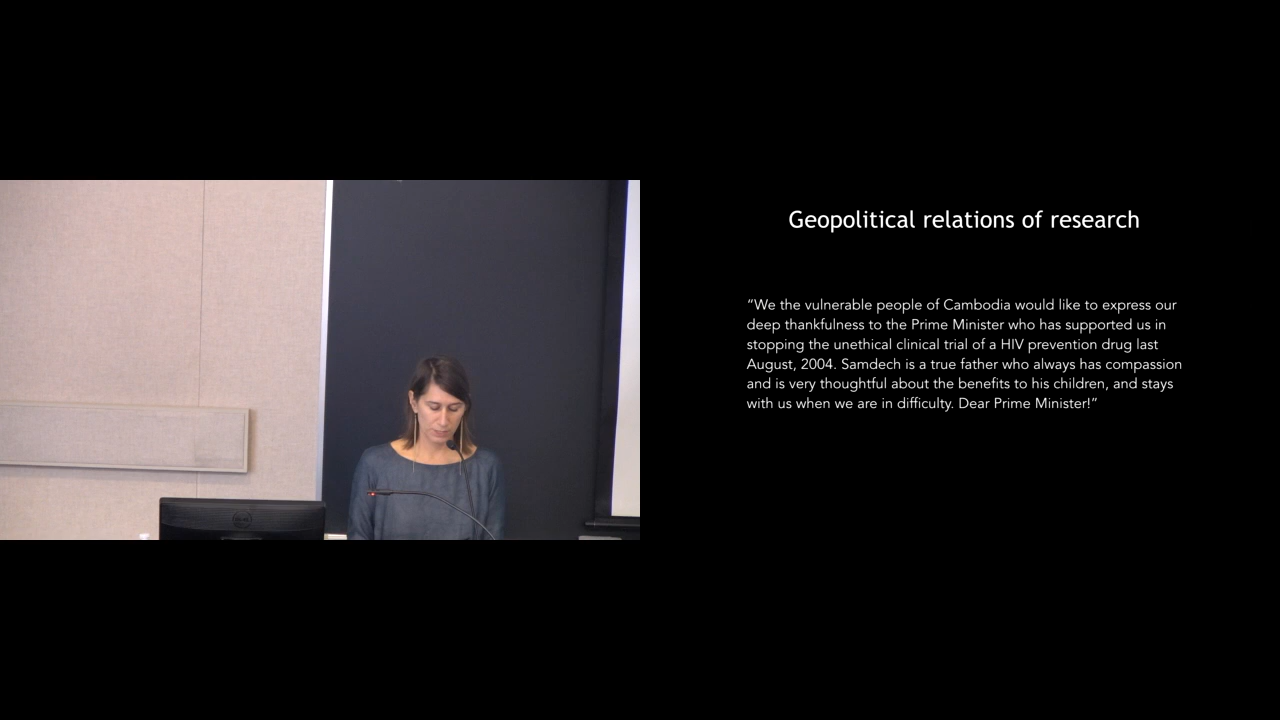 Geopolitical relations of research
“We the vulnerable people of Cambodia would like to express our
deep thankfulness to the Prime Minister who has supported us in
stopping the unethical clinical trial of a HIV prevention drug last
August, 2004. Samdech is a true father who always has compassion
and is very thoughtful about the benefits to his children, and stays
with us when we are in difficulty. Dear Prime Minister!”